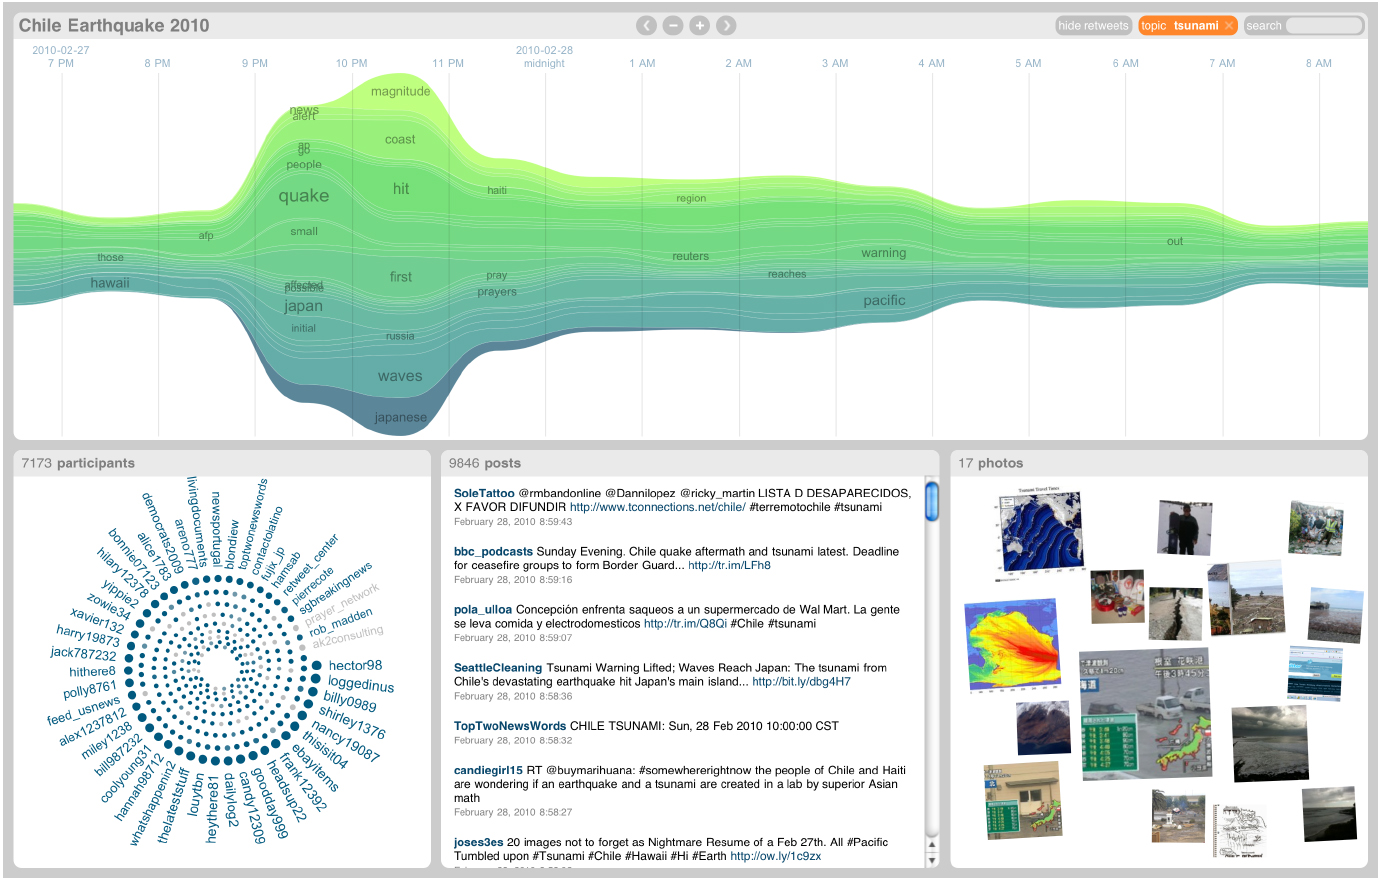 Chile Earthquake 2010
hide retweets
topic tsunami ×
search
2010-02-27
2010-02-28
7 PM
8 PM
9 PM
10 PM
11 PM
midnight
1 AM
2 AM
3 AM
4 AM
5 AM
6 AM
7 AM
8 AM
magnitude
news
alert
coast
ap
go
people
hit
quake
haiti
region
small
afp
out
those
reuters
warning
hawaii
first
pray
reaches
affected
possible
prayers
japan
pacific
initial
russia
waves
japanese
7173 participants
livingdocuments
newsportugal
blondiew
toptwonewswords
contactolatino
fujix_jp
hamsab
retweet_center
pierrecote
sgbreakingnews
prayer_network
rob_madden
ak2consulting
hector98
loggedinus
billy0989
shirley1376
nancy19087
thisisit04
ebayitems
frank12392
headsup22
goodday999
candy12309
dailylog2
heythere81
louytbn
thelateststuff
whatshappenin2
hannah98712
coolyoung31
bill987232
miley1238
alex1237812
feed_usnews
polly8761
hithere8
jack787232
harry19873
xavier132
zowie34
yippie2
hilary12378
bonnie07123
alice1783
democrats2009
areno777
9846 posts
SoleTattoo @rmbandonline @Dannilopez @ricky_martin LISTA D DESAPARECIDOS,
X FAVOR DIFUNDIR http://www.tconnections.net/chile/ #terremotochile #tsunami
February 28, 2010 8:59:43
bbc_podcasts Sunday Evening. Chile quake aftermath and tsunami latest. Deadline
for ceasefire groups to form Border Guard... http://tr.im/LFh8
February 28, 2010 8:59:16
pola_ulloa Concepción enfrenta saqueos a un supermercado de Wal Mart. La gente
se leva comida y electrodomesticos http://tr.im/Q8Qi #Chile #tsunami
February 28, 2010 8:59:07
SeattleCleaning Tsunami Warning Lifted; Waves Reach Japan: The tsunami from
Chile's devastating earthquake hit Japan's main island... http://bit.ly/dbg4H7
February 28, 2010 8:58:36
TopTwoNewsWords CHILE TSUNAMI: Sun, 28 Feb 2010 10:00:00 CST
February 28, 2010 8:58:32
candiegirl15 RT @buymarihuana: #somewhererightnow the people of Chile and Haiti
are wondering if an earthquake and a tsunami are created in a lab by superior Asian
math
February 28, 2010 8:58:27
joses3es 20 images not to forget as Nightmare Resume of a Feb 27th. All #Pacific
Tumbled upon #Tsunami #Chile #Hawaii #Hi #Earth http://ow.ly/1c9zx
17 photos
Tsunami Travel Times